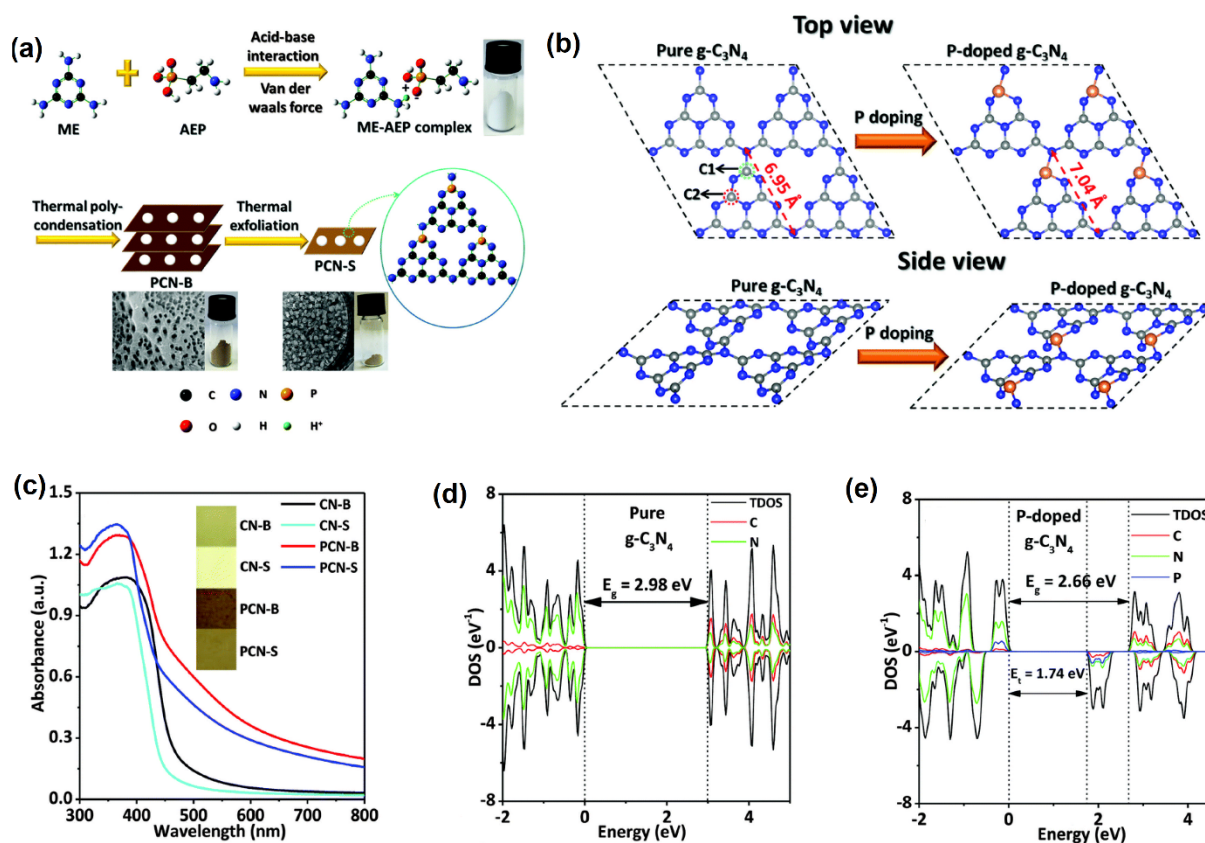 (a)
Acid-base
interaction
Van der
waals force
ME
AEP
ME-AEP complex
+
-
Thermal poly-
condensation
Thermal
exfoliation
PCN-B
PCN-S
C N P
O H H⁺
(b)
Top view
Pure g-C₃N₄
P-doped g-C₃N₄
P doping
C1
C2
6.95 Å
7.04 Å
Side view
Pure g-C₃N₄
P-doped g-C₃N₄
P doping
(c)
1.5
1.2
0.9
0.6
0.3
0.0
Absorbance (a.u.)
300 400 500 600 700 800
Wavelength (nm)
CN-B
CN-S
PCN-B
PCN-S
CN-B
CN-S
PCN-B
PCN-S
(d)
8
4
0
-4
-8
DOS (eV⁻¹)
-2 0 2 4
Energy (eV)
Pure
g-C₃N₄
E_g = 2.98 eV
TDOS
C
N
(e)
8
4
0
-4
-8
DOS (eV⁻¹)
-2 0 2 4
Energy (eV)
P-doped
g-C₃N₄
E_g = 2.66 eV
E_t = 1.74 eV
TDOS
C
N
P